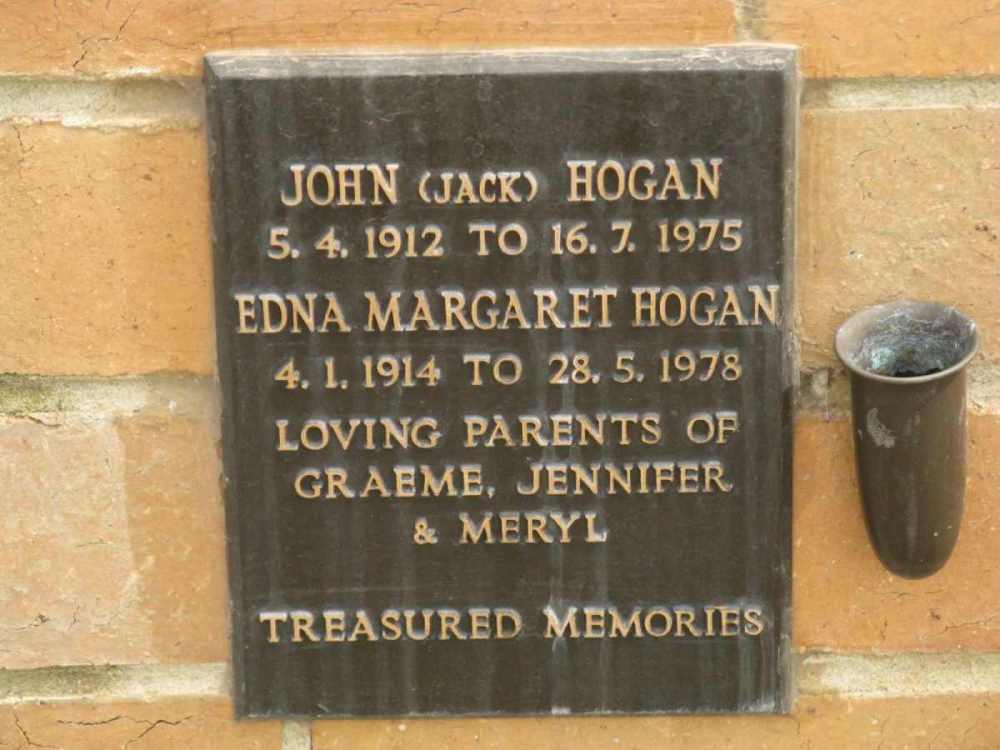 JOHN (JACK) HOGAN
5. 4. 1912 TO 16. 7. 1975
EDNA MARGARET HOGAN
4. 1. 1914 TO 28. 5. 1978
LOVING PARENTS OF
GRAEME, JENNIFER
& MERYL
TREASURED MEMORIES